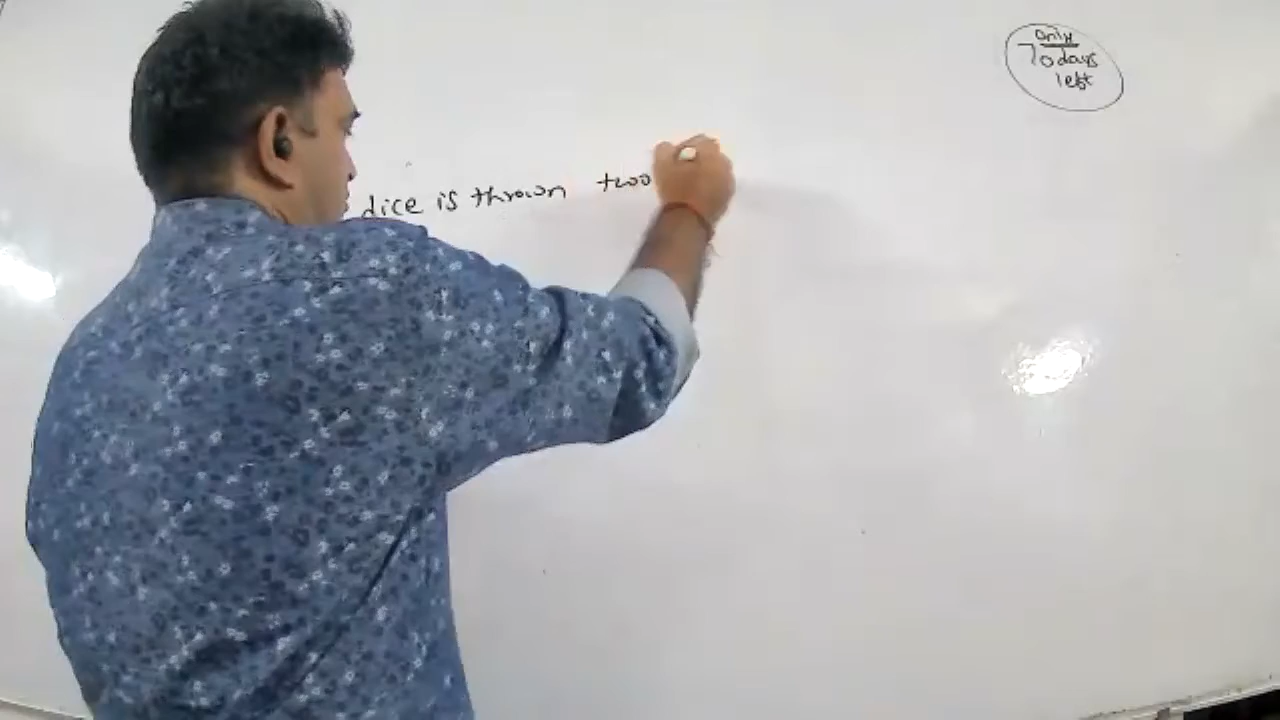 dice is thrown two
only
70 days
left